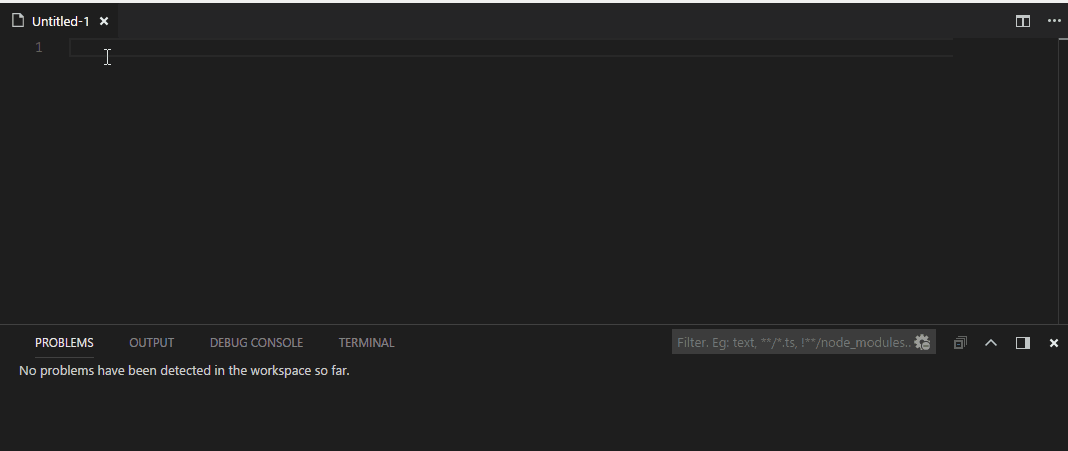 Untitled-1
1
PROBLEMS OUTPUT DEBUG CONSOLE TERMINAL Filter. Eg: text, **/*.ts, !**/node_modules..
No problems have been detected in the workspace so far.